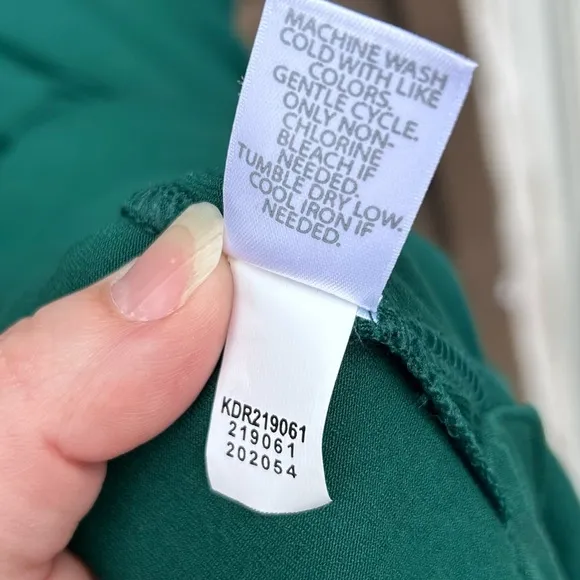 MACHINE WASH
COLD WITH LIKE
COLORS.
GENTLE CYCLE.
ONLY NON-
CHLORINE
BLEACH IF
NEEDED.
TUMBLE DRY LOW.
COOL IRON IF
NEEDED.
KDR219061
219061
202054